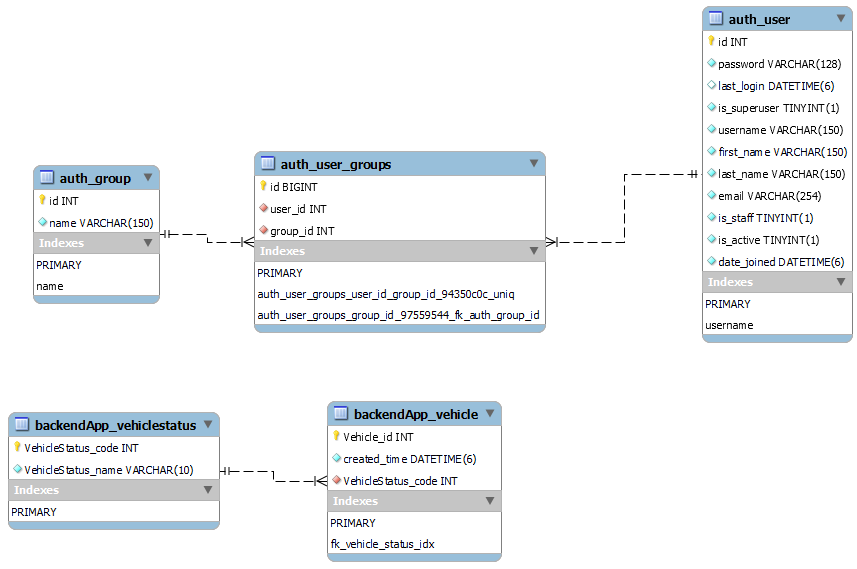 auth_user
id INT
password VARCHAR(128)
last_login DATETIME(6)
is_superuser TINYINT(1)
username VARCHAR(150)
first_name VARCHAR(150)
last_name VARCHAR(150)
email VARCHAR(254)
is_staff TINYINT(1)
is_active TINYINT(1)
date_joined DATETIME(6)
Indexes
PRIMARY
username
auth_user_groups
id BIGINT
user_id INT
group_id INT
Indexes
PRIMARY
auth_user_groups_user_id_group_id_94350c0c_uniq
auth_user_groups_group_id_97559544_fk_auth_group_id
auth_group
id INT
name VARCHAR(150)
Indexes
PRIMARY
name
backendApp_vehiclestatus
VehicleStatus_code INT
VehicleStatus_name VARCHAR(10)
Indexes
PRIMARY
backendApp_vehicle
Vehicle_id INT
created_time DATETIME(6)
VehicleStatus_code INT
Indexes
PRIMARY
fk_vehicle_status_idx